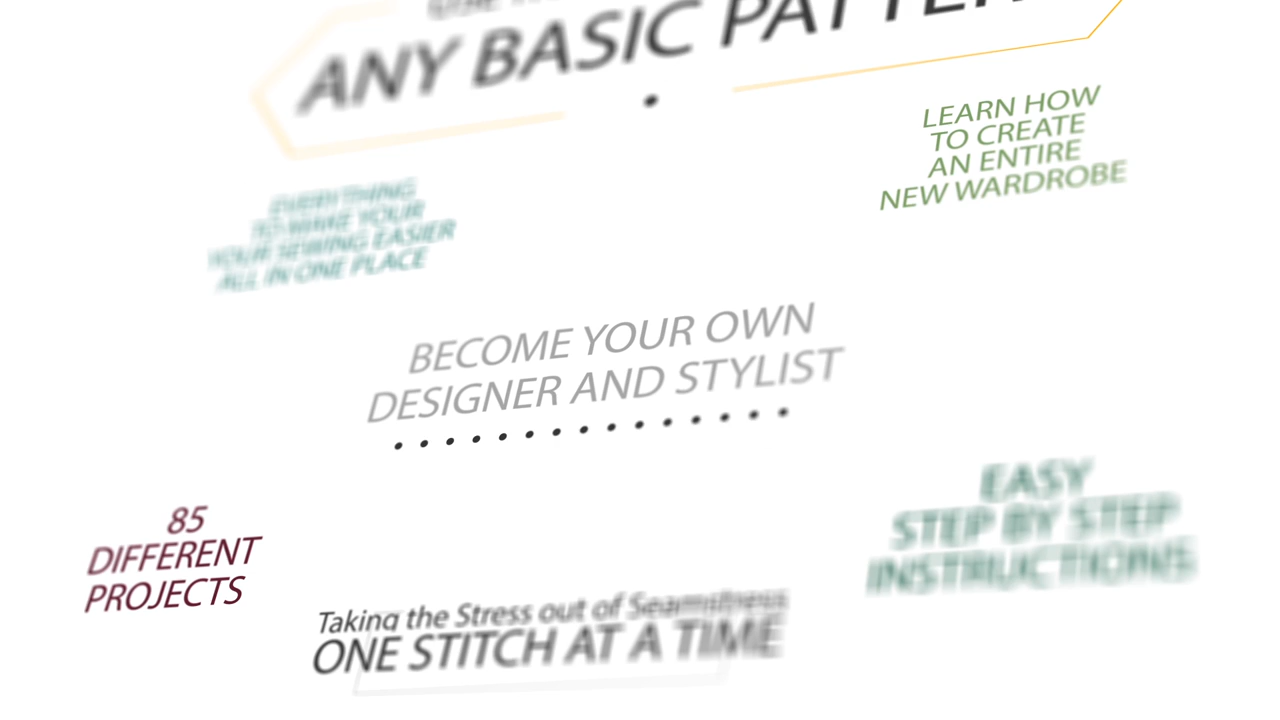 ANY BASIC
LEARN HOW
TO CREATE
AN ENTIRE
NEW WARDROBE
EVERYTHING
TO MAKE YOUR
YOUR SEWING EASIER
ALL IN ONE PLACE
BECOME YOUR OWN
DESIGNER AND STYLIST
85
DIFFERENT
PROJECTS
EASY
STEP BY STEP
INSTRUCTIONS
Taking the Stress out of Seamstress
ONE STITCH AT A TIME